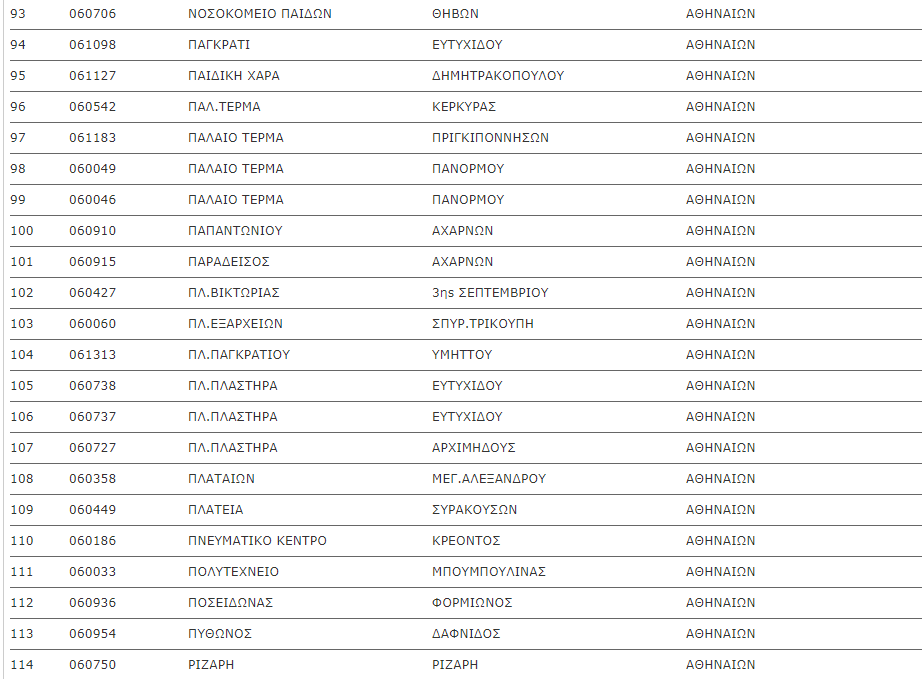 93 060706 ΝΟΣΟΚΟΜΕΙΟ ΠΑΙΔΩΝ ΘΗΒΩΝ ΑΘΗΝΑΙΩΝ
94 061098 ΠΑΓΚΡΑΤΙ ΕΥΤΥΧΙΔΟΥ ΑΘΗΝΑΙΩΝ
95 061127 ΠΑΙΔΙΚΗ ΧΑΡΑ ΔΗΜΗΤΡΑΚΟΠΟΥΛΟΥ ΑΘΗΝΑΙΩΝ
96 060542 ΠΑΛ.ΤΕΡΜΑ ΚΕΡΚΥΡΑΣ ΑΘΗΝΑΙΩΝ
97 061183 ΠΑΛΑΙΟ ΤΕΡΜΑ ΠΡΙΓΚΙΠΟΝΝΗΣΩΝ ΑΘΗΝΑΙΩΝ
98 060049 ΠΑΛΑΙΟ ΤΕΡΜΑ ΠΑΝΟΡΜΟΥ ΑΘΗΝΑΙΩΝ
99 060046 ΠΑΛΑΙΟ ΤΕΡΜΑ ΠΑΝΟΡΜΟΥ ΑΘΗΝΑΙΩΝ
100 060910 ΠΑΠΑΝΤΩΝΙΟΥ ΑΧΑΡΝΩΝ ΑΘΗΝΑΙΩΝ
101 060915 ΠΑΡΑΔΕΙΣΟΣ ΑΧΑΡΝΩΝ ΑΘΗΝΑΙΩΝ
102 060427 ΠΛ.ΒΙΚΤΩΡΙΑΣ 3ης ΣΕΠΤΕΜΒΡΙΟΥ ΑΘΗΝΑΙΩΝ
103 060060 ΠΛ.ΕΞΑΡΧΕΙΩΝ ΣΠΥΡ.ΤΡΙΚΟΥΠΗ ΑΘΗΝΑΙΩΝ
104 061313 ΠΛ.ΠΑΓΚΡΑΤΙΟΥ ΥΜΗΤΤΟΥ ΑΘΗΝΑΙΩΝ
105 060738 ΠΛ.ΠΛΑΣΤΗΡΑ ΕΥΤΥΧΙΔΟΥ ΑΘΗΝΑΙΩΝ
106 060737 ΠΛ.ΠΛΑΣΤΗΡΑ ΕΥΤΥΧΙΔΟΥ ΑΘΗΝΑΙΩΝ
107 060727 ΠΛ.ΠΛΑΣΤΗΡΑ ΑΡΧΙΜΗΔΟΥΣ ΑΘΗΝΑΙΩΝ
108 060358 ΠΛΑΤΑΙΩΝ ΜΕΓ.ΑΛΕΞΑΝΔΡΟΥ ΑΘΗΝΑΙΩΝ
109 060449 ΠΛΑΤΕΙΑ ΣΥΡΑΚΟΥΣΩΝ ΑΘΗΝΑΙΩΝ
110 060186 ΠΝΕΥΜΑΤΙΚΟ ΚΕΝΤΡΟ ΚΡΕΟΝΤΟΣ ΑΘΗΝΑΙΩΝ
111 060033 ΠΟΛΥΤΕΧΝΕΙΟ ΜΠΟΥΜΠΟΥΛΙΝΑΣ ΑΘΗΝΑΙΩΝ
112 060936 ΠΟΣΕΙΔΩΝΑΣ ΦΟΡΜΙΩΝΟΣ ΑΘΗΝΑΙΩΝ
113 060954 ΠΥΘΩΝΟΣ ΔΑΦΝΙΔΟΣ ΑΘΗΝΑΙΩΝ
114 060750 ΡΙΖΑΡΗ ΡΙΖΑΡΗ ΑΘΗΝΑΙΩΝ